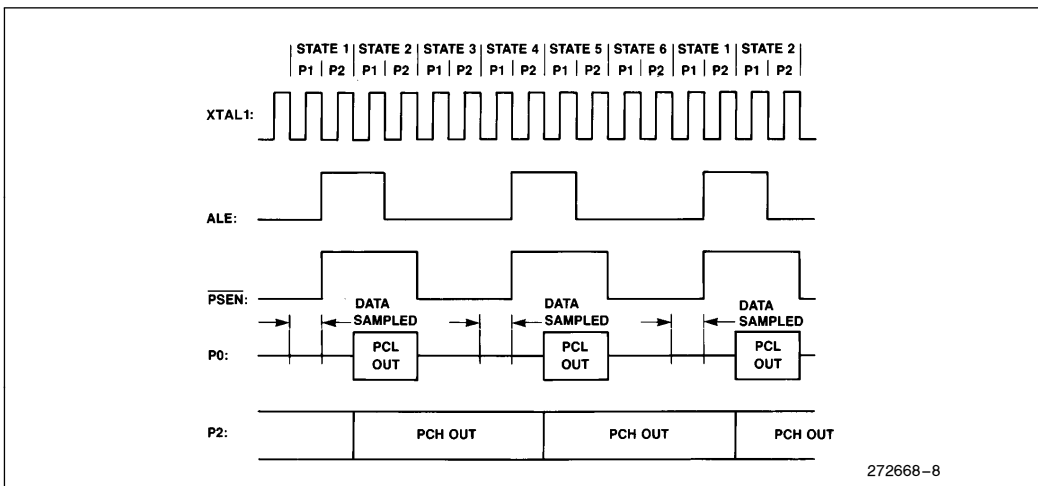 STATE 1 STATE 2 STATE 3 STATE 4 STATE 5 STATE 6 STATE 1 STATE 2
P1 P2 P1 P2 P1 P2 P1 P2 P1 P2 P1 P2 P1 P2 P1 P2
XTAL1:
ALE:
PSEN:
DATA SAMPLED
DATA SAMPLED
DATA SAMPLED
P0:
PCL OUT
PCL OUT
PCL OUT
P2:
PCH OUT PCH OUT PCH OUT
272668–8